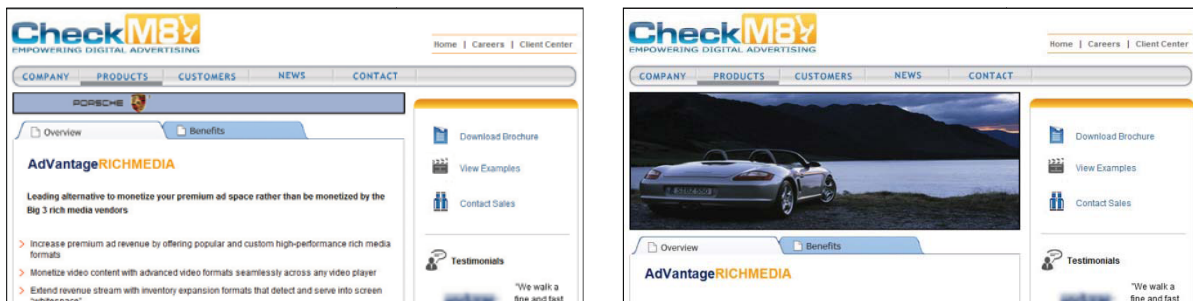 CheckM8
EMPOWERING DIGITAL ADVERTISING
Home | Careers | Client Center
COMPANY PRODUCTS CUSTOMERS NEWS CONTACT
PORSCHE
Overview Benefits
AdVantageRICHMEDIA
Leading alternative to monetize your premium ad space rather than be monetized by the
Big 3 rich media vendors
> Increase premium ad revenue by offering popular and custom high-performance rich media
formats
> Monetize video content with advanced video formats seamlessly across any video player
> Extend revenue stream with inventory expansion formats that detect and serve into screen
"whitespace"
Download Brochure
View Examples
Contact Sales
Testimonials
"We walk a
fine and fast
CheckM8
EMPOWERING DIGITAL ADVERTISING
Home | Careers | Client Center
COMPANY PRODUCTS CUSTOMERS NEWS CONTACT
Overview Benefits
AdVantageRICHMEDIA
Download Brochure
View Examples
Contact Sales
Testimonials
"We walk a
fine and fast